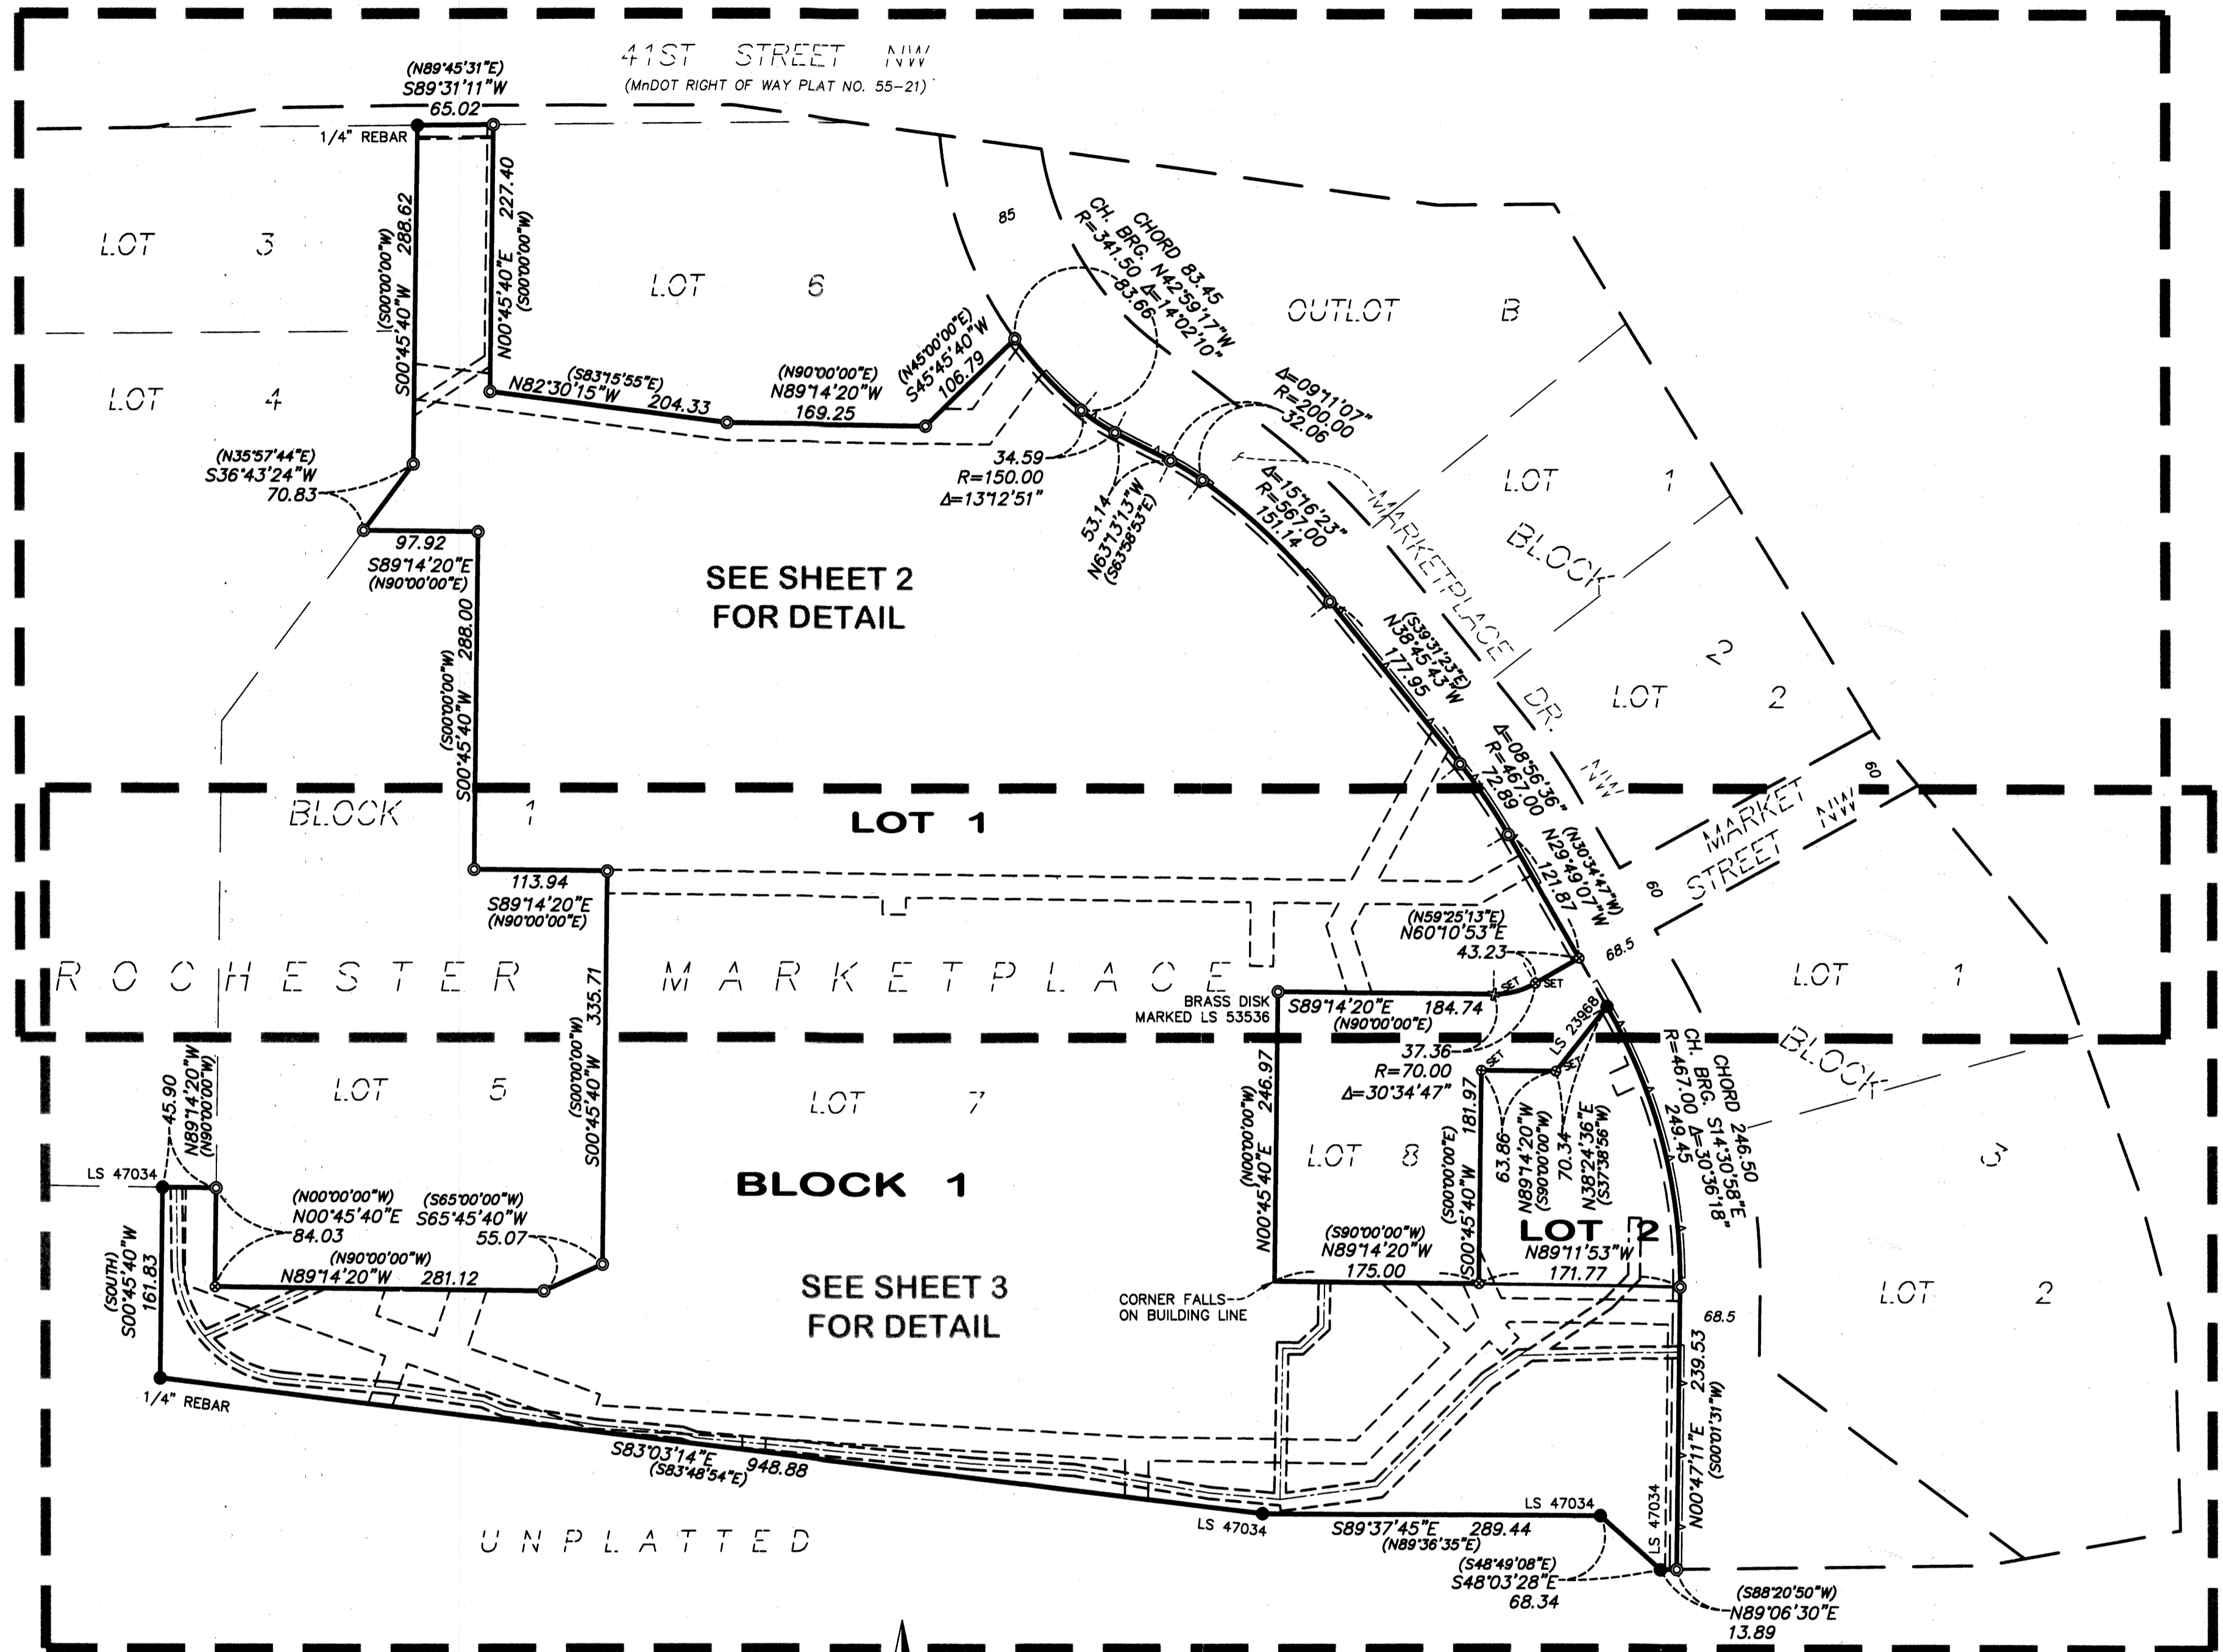 41ST STREET NW
(MnDOT RIGHT OF WAY PLAT NO. 55-21)
(N89°45'31"E)
S89°31'11"W
65.02
1/4" REBAR
LOT 3
LOT 4
(S00°00'00"W)
S00°45'40"W 288.62
N00°45'40"E 227.40
(S00°00'00"W)
LOT 6
85
CHORD 83.45
CH. BRG. N42°59'17"W
R=341.50 Δ=14°02'10"
83.66
OUTLOT B
(S83°15'55"E)
N82°30'15"W 204.33
(N90°00'00"E)
N89°14'20"W
169.25
(N45°00'00"E)
S45°45'40"W
106.79
Δ=09°11'07"
R=200.00
32.06
(N35°57'44"E)
S36°43'24"W
70.83
34.59
R=150.00
Δ=13°12'51"
53.14
N63°13'13"W
(S63°58'53"E)
Δ=15°16'23"
R=567.00
151.14
LOT 1
BLOCK
2
LOT 2
97.92
S89°14'20"E
(N90°00'00"E)
SEE SHEET 2
FOR DETAIL
MARKETPLACE DR. NW
(S39°31'23"E)
N38°45'43"W
177.95
(S00°00'00"W)
S00°45'40"W 288.00
Δ=08°56'36"
R=467.00
72.89
60
MARKET
STREET NW
60
BLOCK 1
LOT 1
(N30°34'47"W)
N29°49'07"W
121.87
113.94
S89°14'20"E
(N90°00'00"E)
(N59°25'13"E)
N60°10'53"E
43.23
68.5
ROCHESTER MARKETPLACE
LOT 1
BRASS DISK
MARKED LS 53536
S89°14'20"E 184.74
(N90°00'00"E)
SET
SET
LS 23968
(S00°00'00"W)
S00°45'40"W 335.71
37.36
R=70.00
Δ=30°34'47"
SET
SET
CHORD 246.50
CH. BRG. S14°30'58"E
R=467.00 Δ=30°36'18"
249.45
BLOCK
3
45.90
N89°14'20"W
(N90°00'00"W)
LOT 5
LOT 7
(N00°00'00"W)
N00°45'40"E 246.97
LOT 8
(S00°00'00"E)
S00°45'40"W 181.97
63.86
N89°14'20"W
(S90°00'00"W)
70.34
N38°24'36"E
(S37°38'56"W)
LS 47034
BLOCK 1
(N00°00'00"W)
N00°45'40"E
84.03
(S65°00'00"W)
S65°45'40"W
55.07
LOT 2
(S90°00'00"W)
N89°14'20"W
175.00
N89°11'53"W
171.77
(SOUTH)
S00°45'40"W
161.83
(N90°00'00"W)
N89°14'20"W 281.12
SEE SHEET 3
FOR DETAIL
CORNER FALLS
ON BUILDING LINE
LOT 2
68.5
N00°47'11"E 239.53
(S00°01'31"W)
1/4" REBAR
S83°03'14"E 948.88
(S83°48'54"E)
LS 47034
LS 47034
LS 47034
S89°37'45"E 289.44
(N89°36'35"E)
UNPLATTED
(S48°49'08"E)
S48°03'28"E
68.34
(S88°20'50"W)
N89°06'30"E
13.89